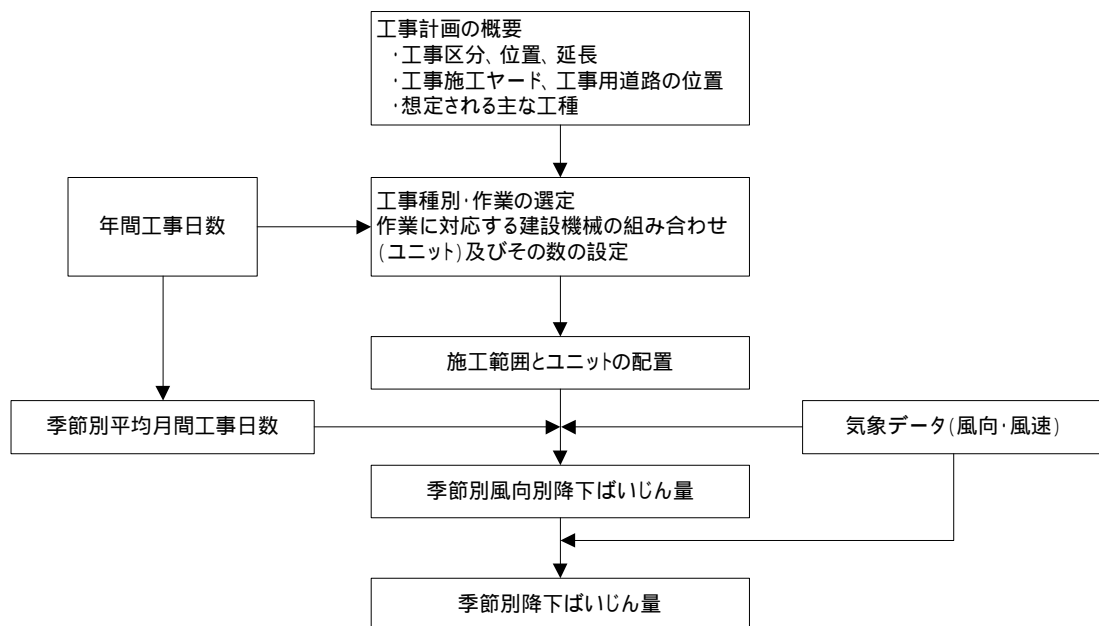 工事計画の概要
・工事区分、位置、延長
・工事施工ヤード、工事用道路の位置
・想定される主な工種
年間工事日数
工事種別・作業の選定
作業に対応する建設機械の組み合わせ
(ユニット)及びその数の設定
施工範囲とユニットの配置
季節別平均月間工事日数
気象データ(風向・風速)
季節別風向別降下ばいじん量
季節別降下ばいじん量